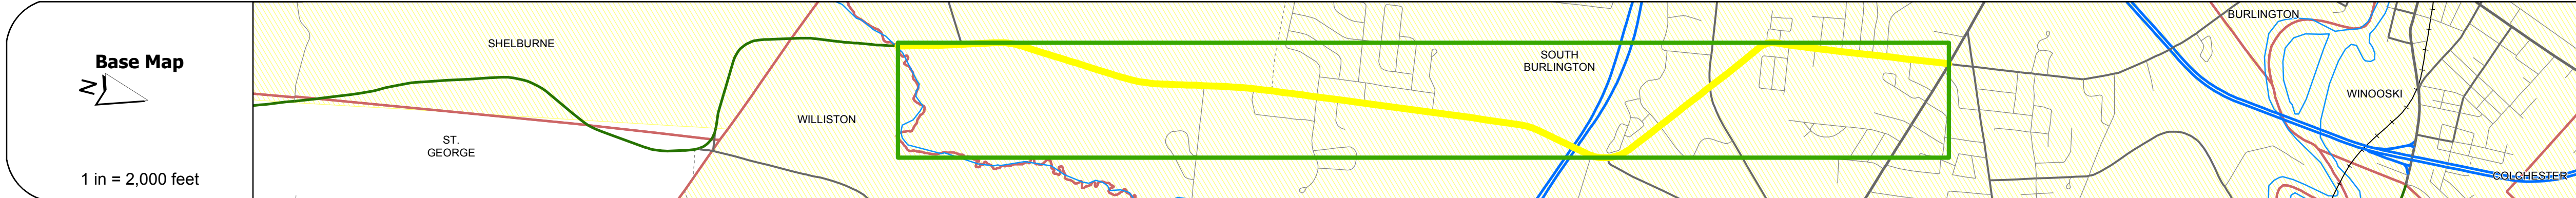 Base Map
N
1 in = 2,000 feet
SHELBURNE
ST.
GEORGE
WILLISTON
SOUTH
BURLINGTON
BURLINGTON
WINOOSKI
COLCHESTER